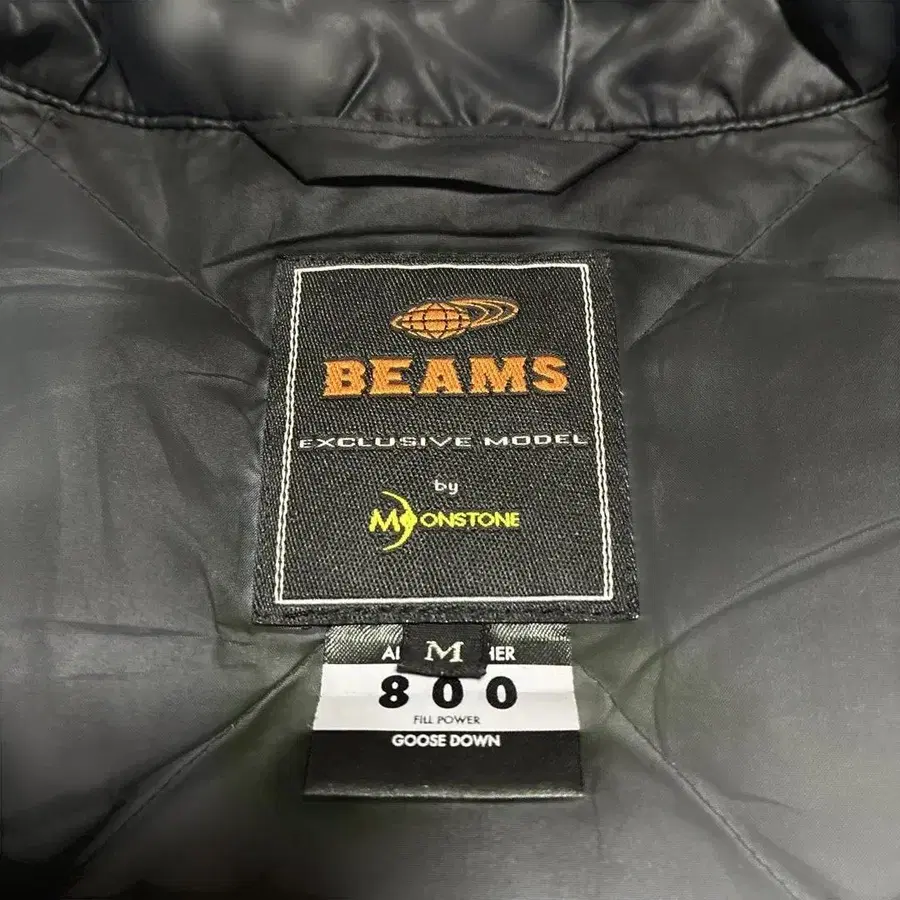 BEAMS
EXCLUSIVE MODEL
by
MOONSTONE
M
800
FILL POWER
GOOSE DOWN